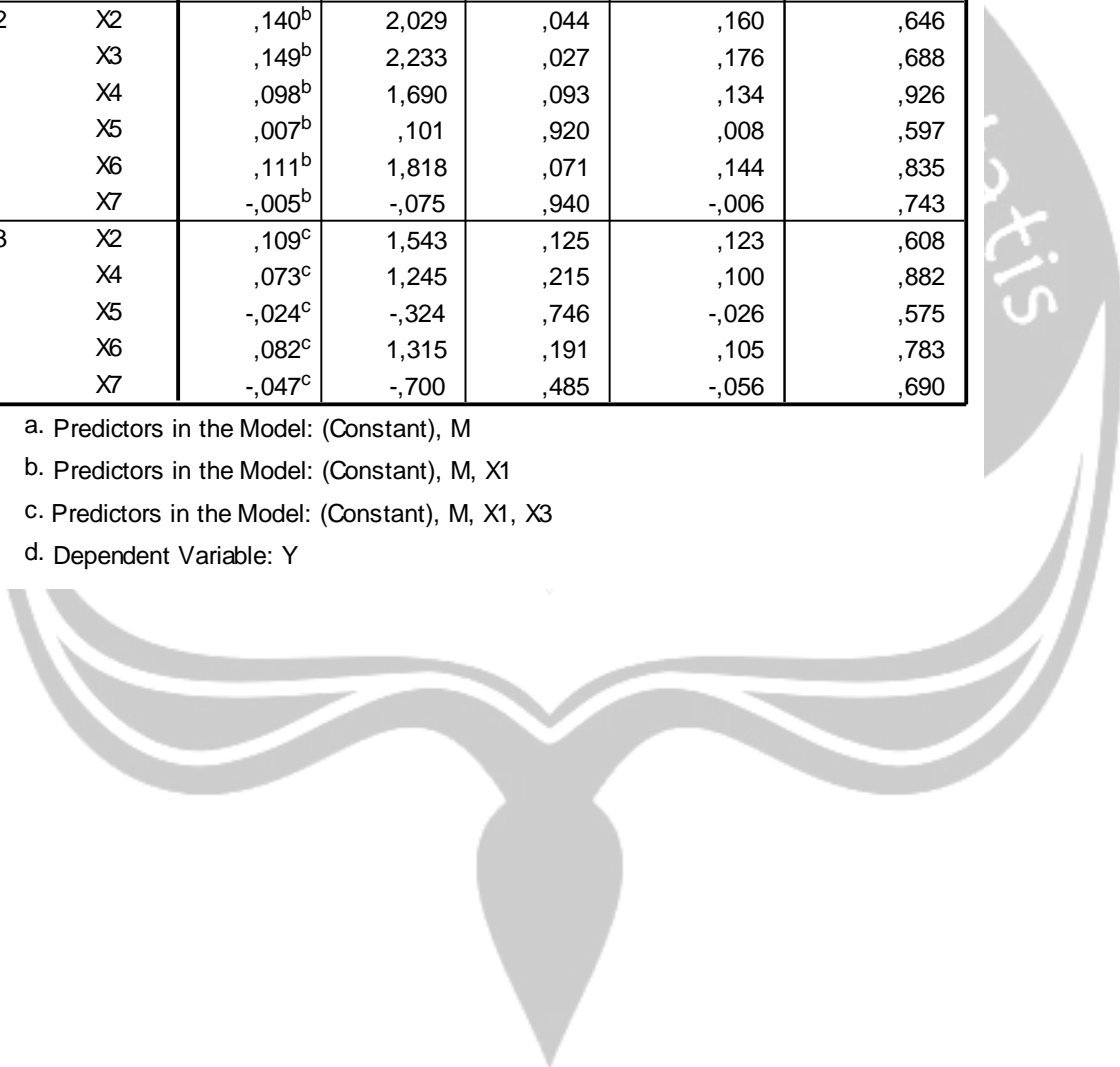 2 X2 ,140b 2,029 ,044 ,160 ,646
X3 ,149b 2,233 ,027 ,176 ,688
X4 ,098b 1,690 ,093 ,134 ,926
X5 ,007b ,101 ,920 ,008 ,597
X6 ,111b 1,818 ,071 ,144 ,835
X7 -,005b -,075 ,940 -,006 ,743
3 X2 ,109c 1,543 ,125 ,123 ,608
X4 ,073c 1,245 ,215 ,100 ,882
X5 -,024c -,324 ,746 -,026 ,575
X6 ,082c 1,315 ,191 ,105 ,783
X7 -,047c -,700 ,485 -,056 ,690
a. Predictors in the Model: (Constant), M
b. Predictors in the Model: (Constant), M, X1
c. Predictors in the Model: (Constant), M, X1, X3
d. Dependent Variable: Y